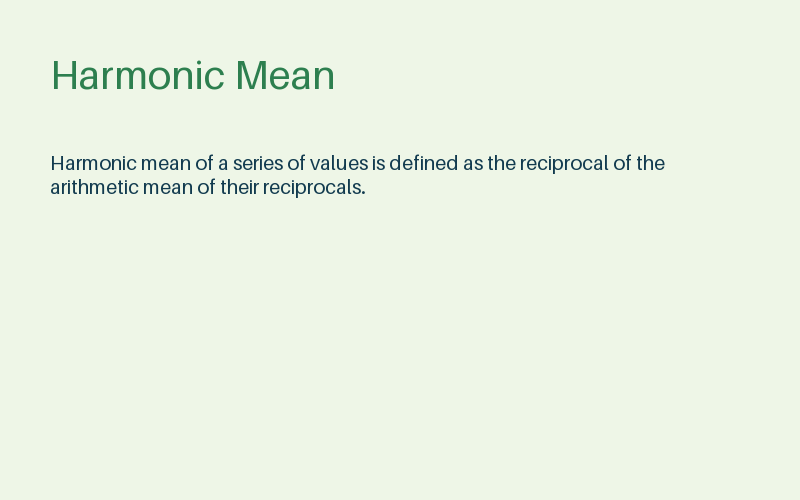 Harmonic Mean
Harmonic mean of a series of values is defined as the reciprocal of the
arithmetic mean of their reciprocals.